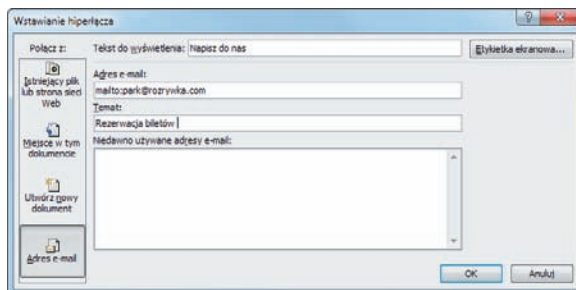 Wstawianie hiperłącza
Połącz z:
Tekst do wyświetlenia: Napisz do nas
Etykietka ekranowa...
Istniejący plik
lub strona sieci
Web
Miejsce w tym
dokumencie
Utwórz nowy
dokument
Adres e-mail
Adres e-mail:
mailto:park@rozrywka.com
Temat:
Rezerwacja biletów
Niedawno używane adresy e-mail:
OK
Anuluj